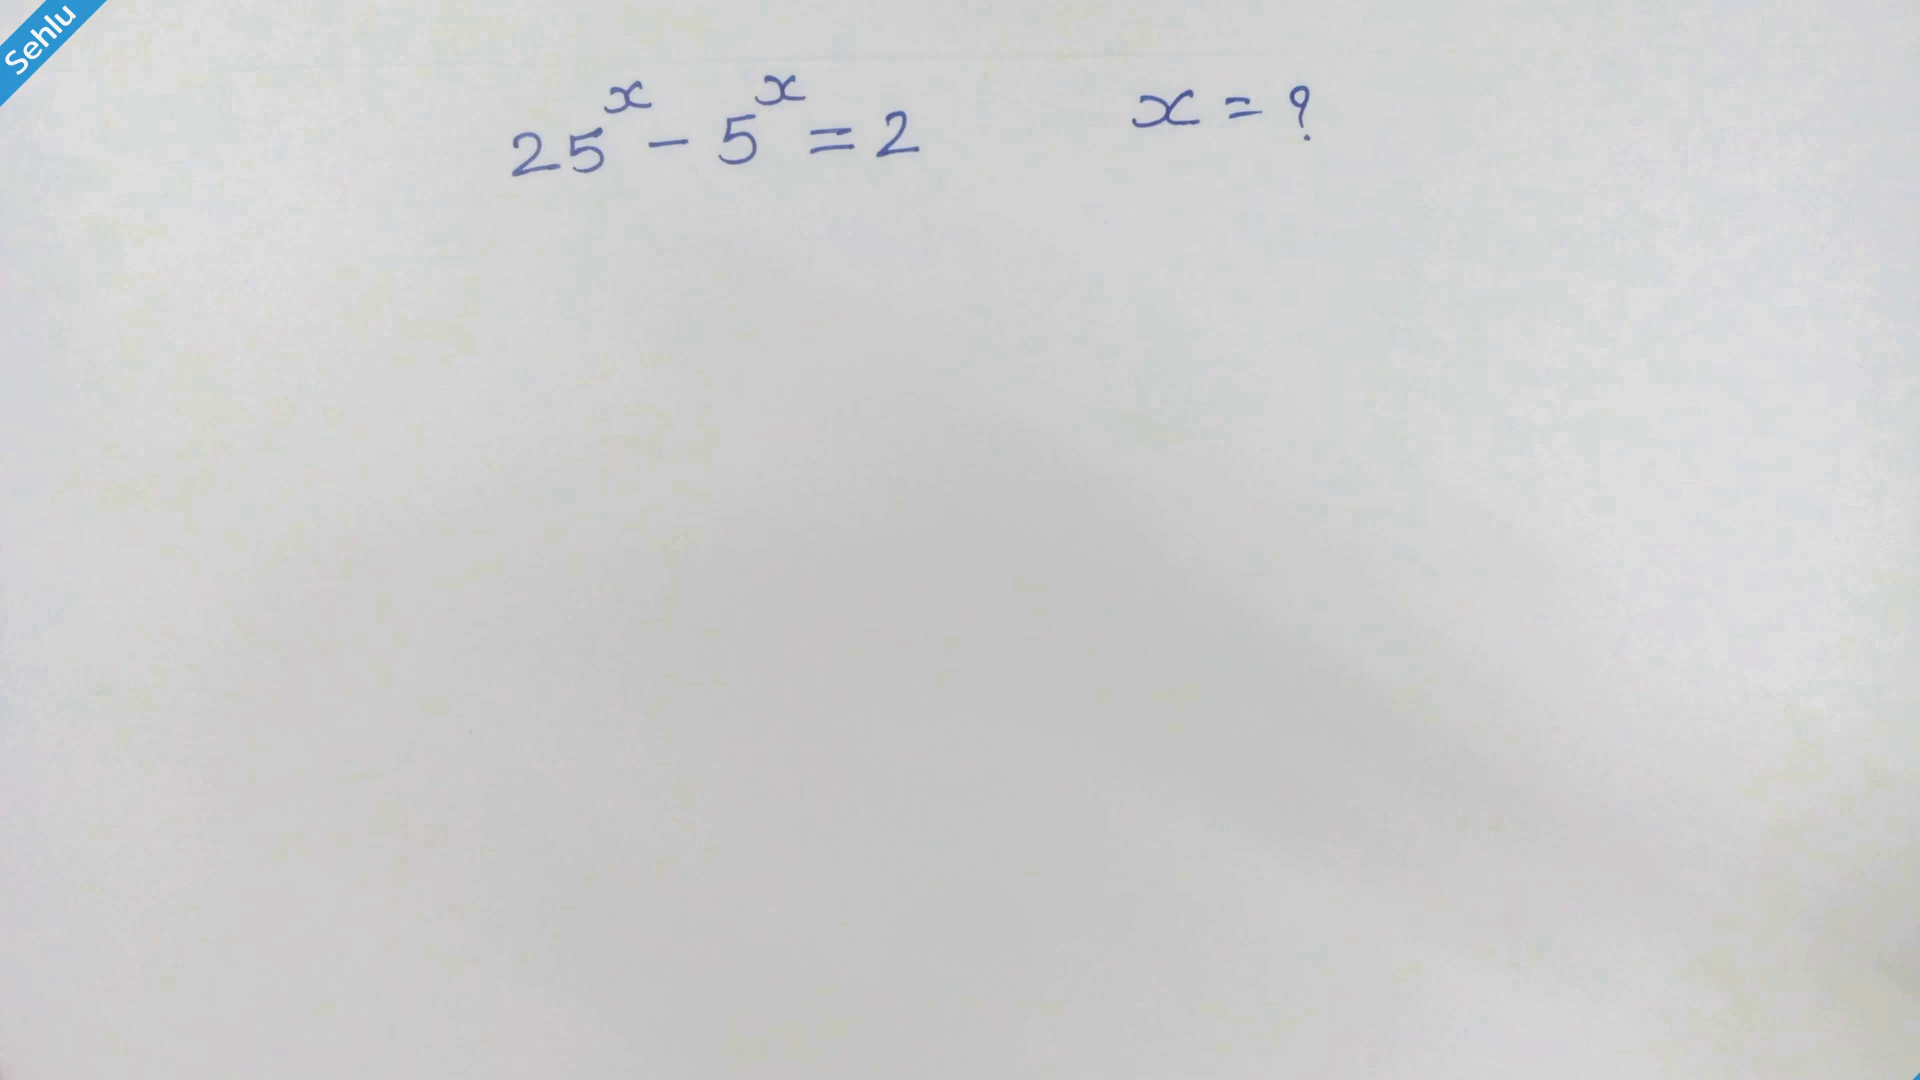 Sehlu
25^x - 5^x = 2 x = ?